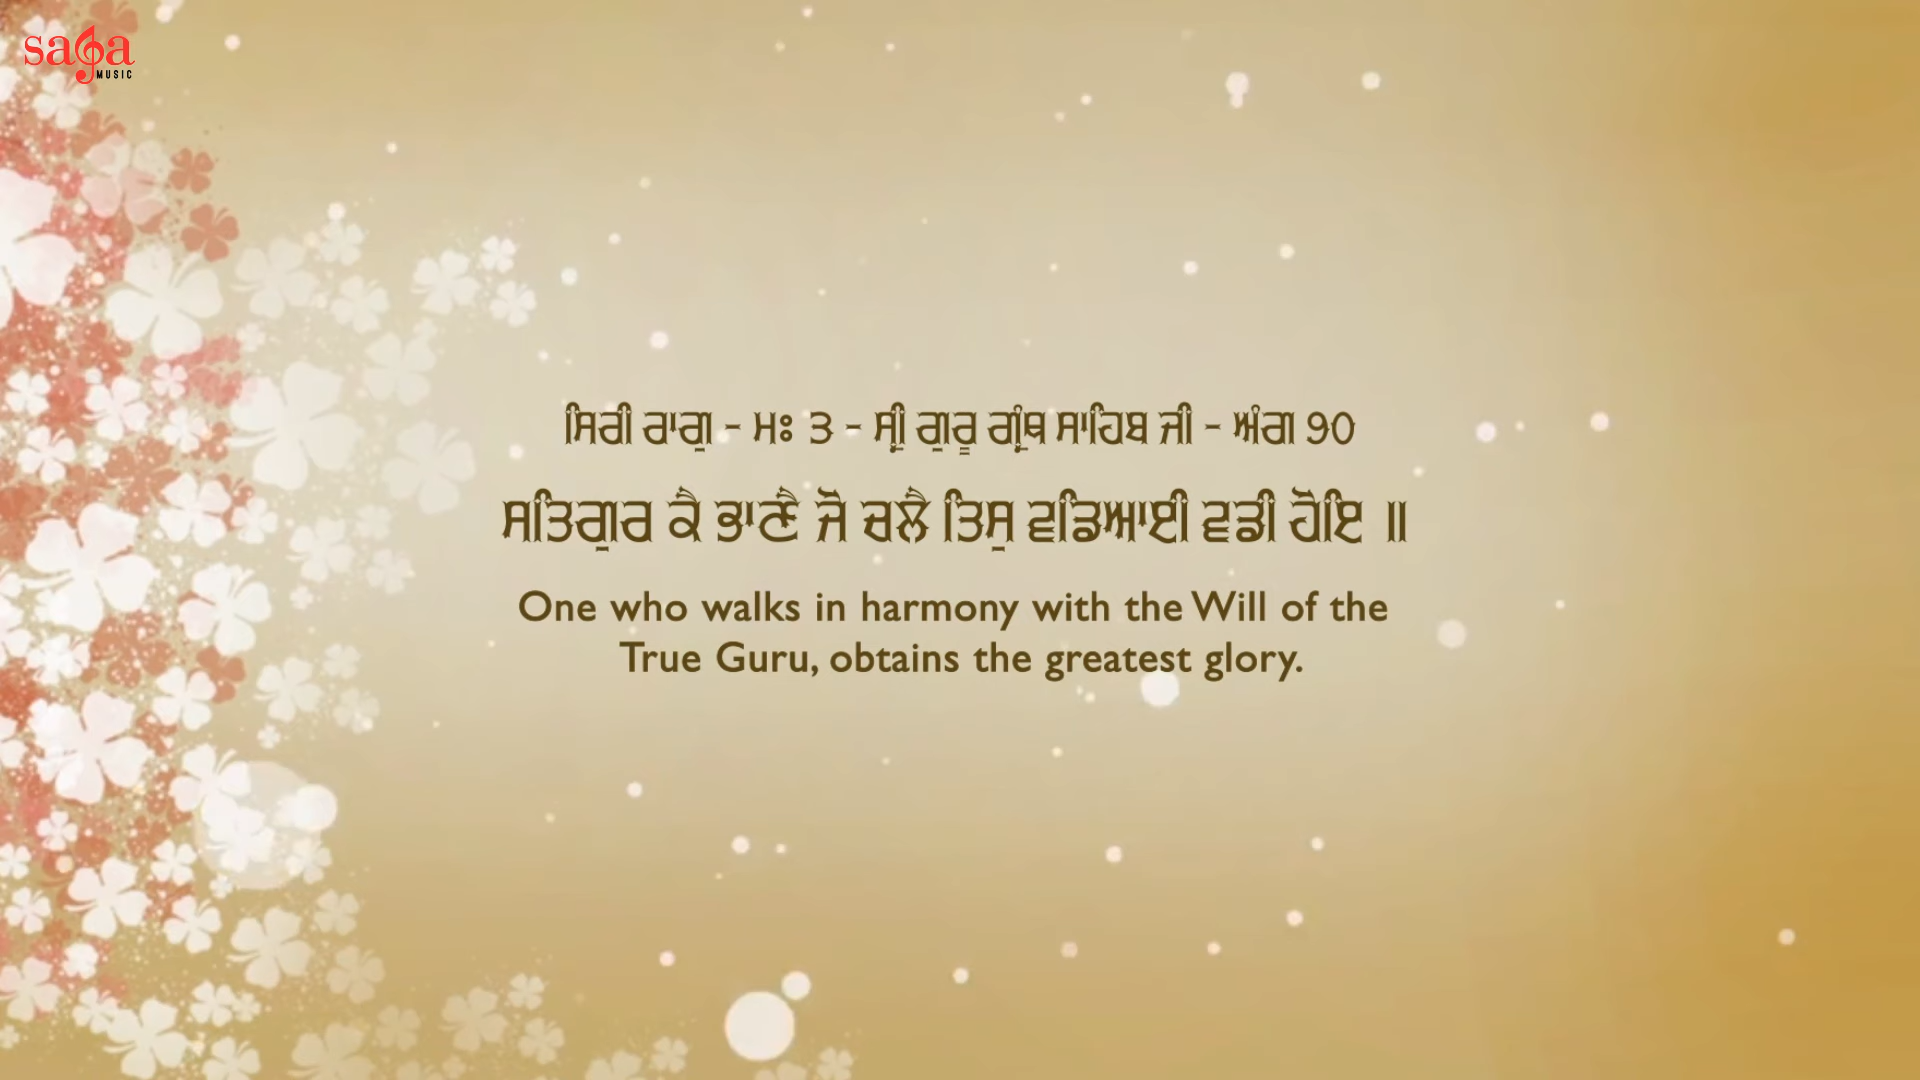 saga
MUSIC
ਸਿਰੀ ਰਾਗੁ - ਮਃ ੩ - ਸ੍ਰੀ ਗੁਰੂ ਗ੍ਰੰਥ ਸਾਹਿਬ ਜੀ - ਅੰਗ ੧੦
ਸਤਿਗੁਰ ਕੈ ਭਾਣੈ ਜੋ ਚਲੈ ਤਿਸੁ ਵਡਿਆਈ ਵਡੀ ਹੋਇ ॥
One who walks in harmony with the Will of the
True Guru, obtains the greatest glory.